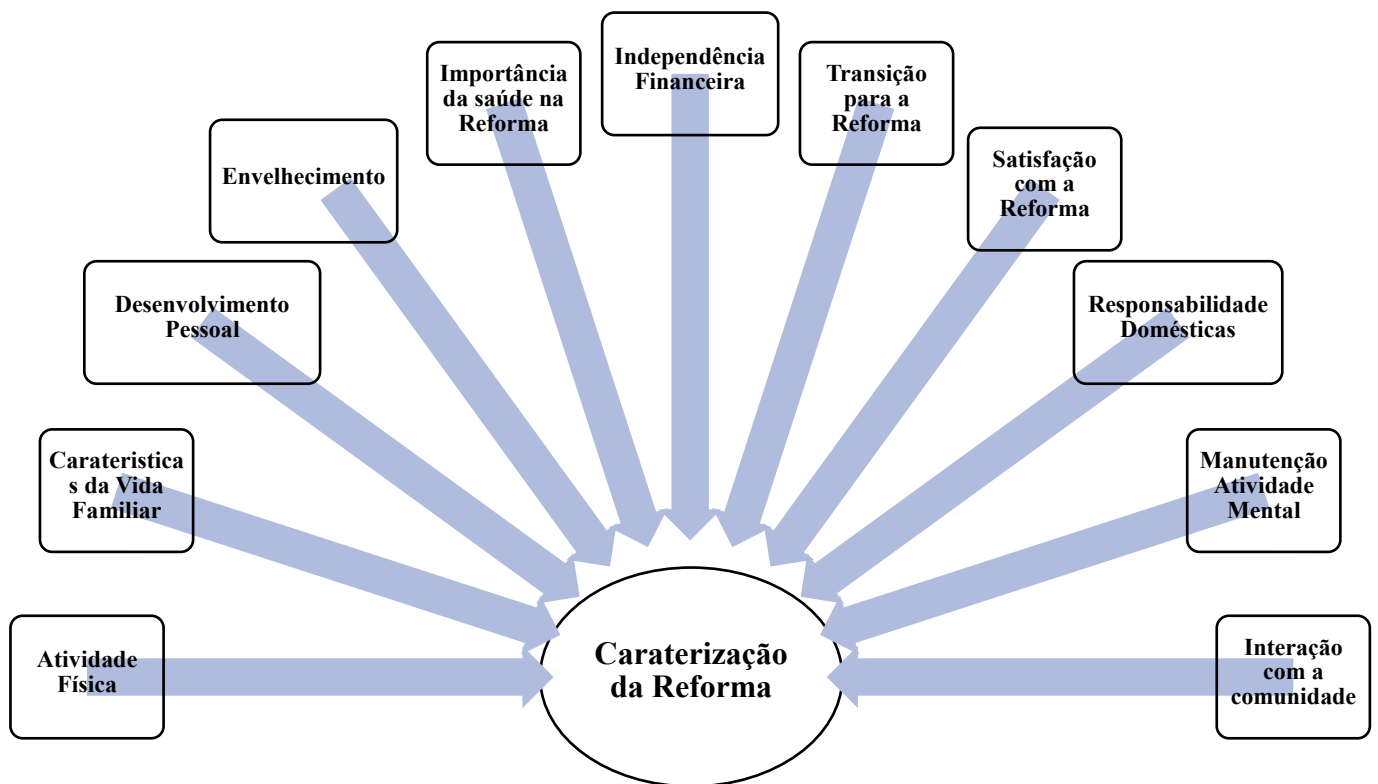 Independência
Financeira
Importância
da saúde na
Reforma
Transição
para a
Reforma
Envelhecimento
Satisfação
com a
Reforma
Desenvolvimento
Pessoal
Responsabilidade
Domésticas
Carateristica
s da Vida
Familiar
Manutenção
Atividade
Mental
Atividade
Física
Caraterização
da Reforma
Interação
com a
comunidade